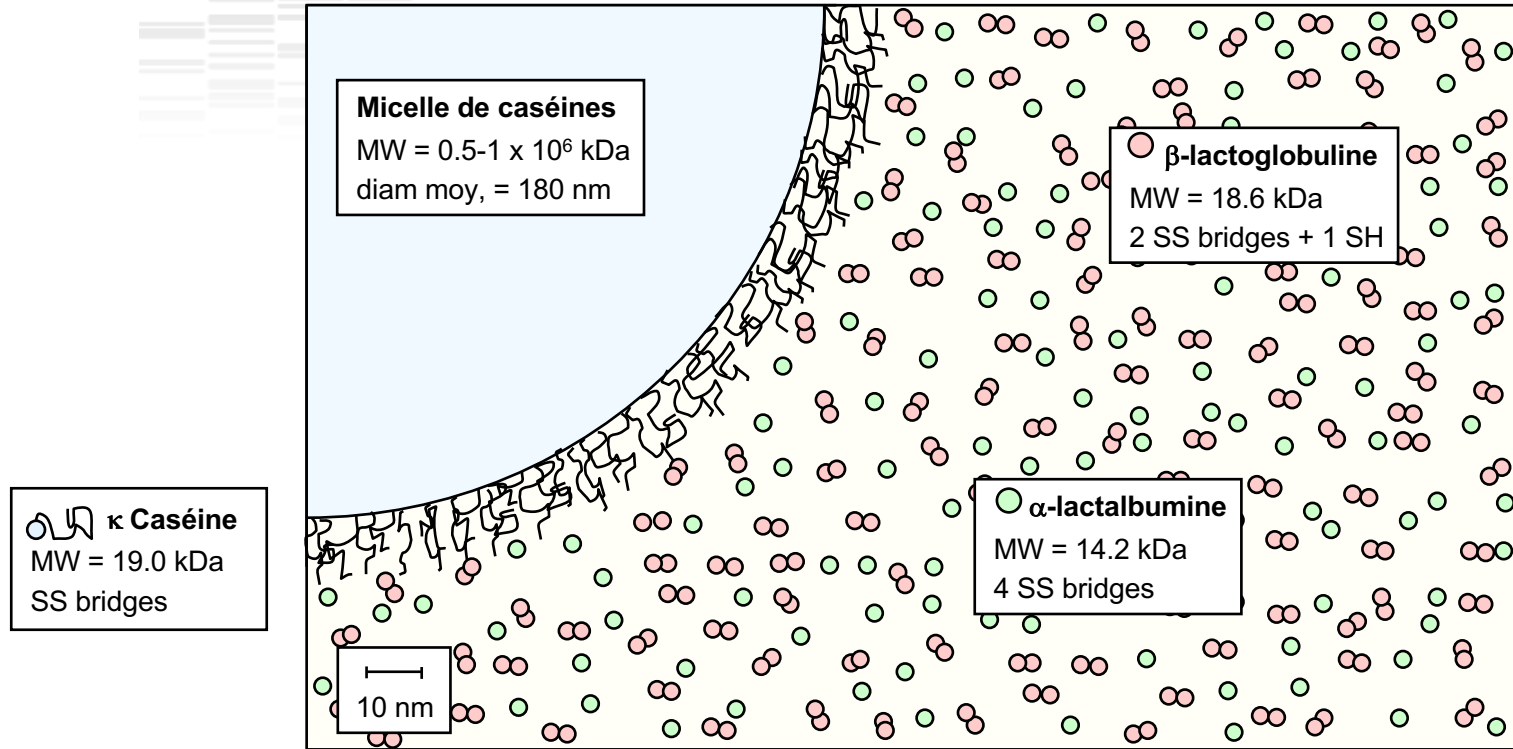 Micelle de caséines
MW = 0.5-1 x 10⁶ kDa
diam moy, = 180 nm
β-lactoglobuline
MW = 18.6 kDa
2 SS bridges + 1 SH
κ Caséine
MW = 19.0 kDa
SS bridges
α-lactalbumine
MW = 14.2 kDa
4 SS bridges
10 nm